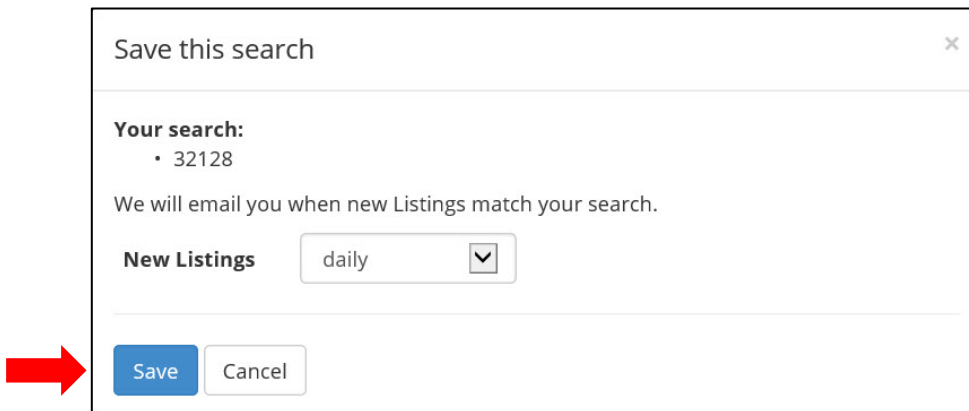 Save this search ×
Your search:
• 32128
We will email you when new Listings match your search.
New Listings daily
Save Cancel